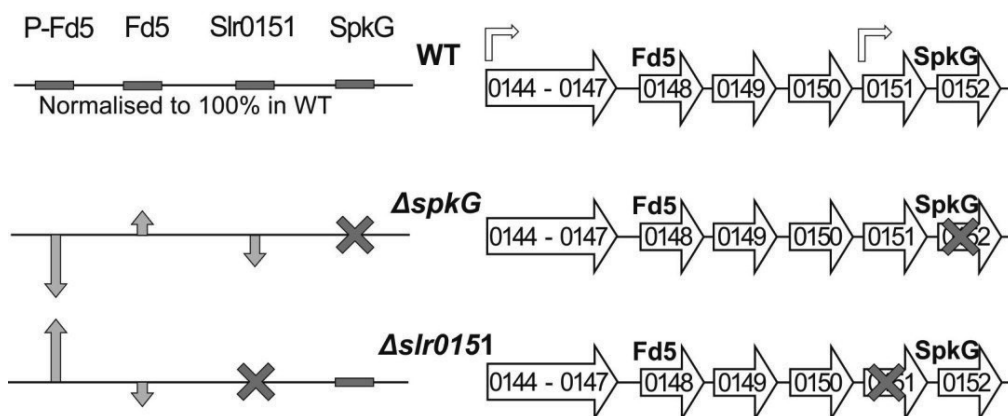 P-Fd5 Fd5 Slr0151 SpkG
WT Fd5 SpkG
0144 - 0147 0148 0149 0150 0151 0152
Normalised to 100% in WT
ΔspkG Fd5 SpkG
0144 - 0147 0148 0149 0150 0151
Δslr0151 Fd5 SpkG
0144 - 0147 0148 0149 0150 0152